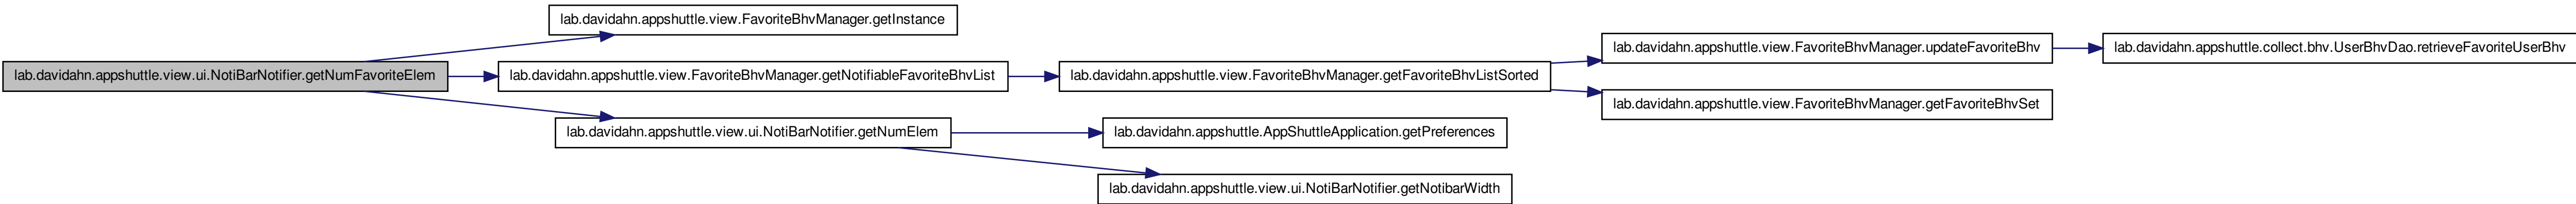 lab.davidahn.appshuttle.view.FavoriteBhvManager.getInstance
lab.davidahn.appshuttle.view.FavoriteBhvManager.updateFavoriteBhv
lab.davidahn.appshuttle.collect.bhv.UserBhvDao.retrieveFavoriteUserBhv
lab.davidahn.appshuttle.view.ui.NotiBarNotifier.getNumFavoriteElem
lab.davidahn.appshuttle.view.FavoriteBhvManager.getNotifiableFavoriteBhvList
lab.davidahn.appshuttle.view.FavoriteBhvManager.getFavoriteBhvListSorted
lab.davidahn.appshuttle.view.FavoriteBhvManager.getFavoriteBhvSet
lab.davidahn.appshuttle.view.ui.NotiBarNotifier.getNumElem
lab.davidahn.appshuttle.AppShuttleApplication.getPreferences
lab.davidahn.appshuttle.view.ui.NotiBarNotifier.getNotibarWidth